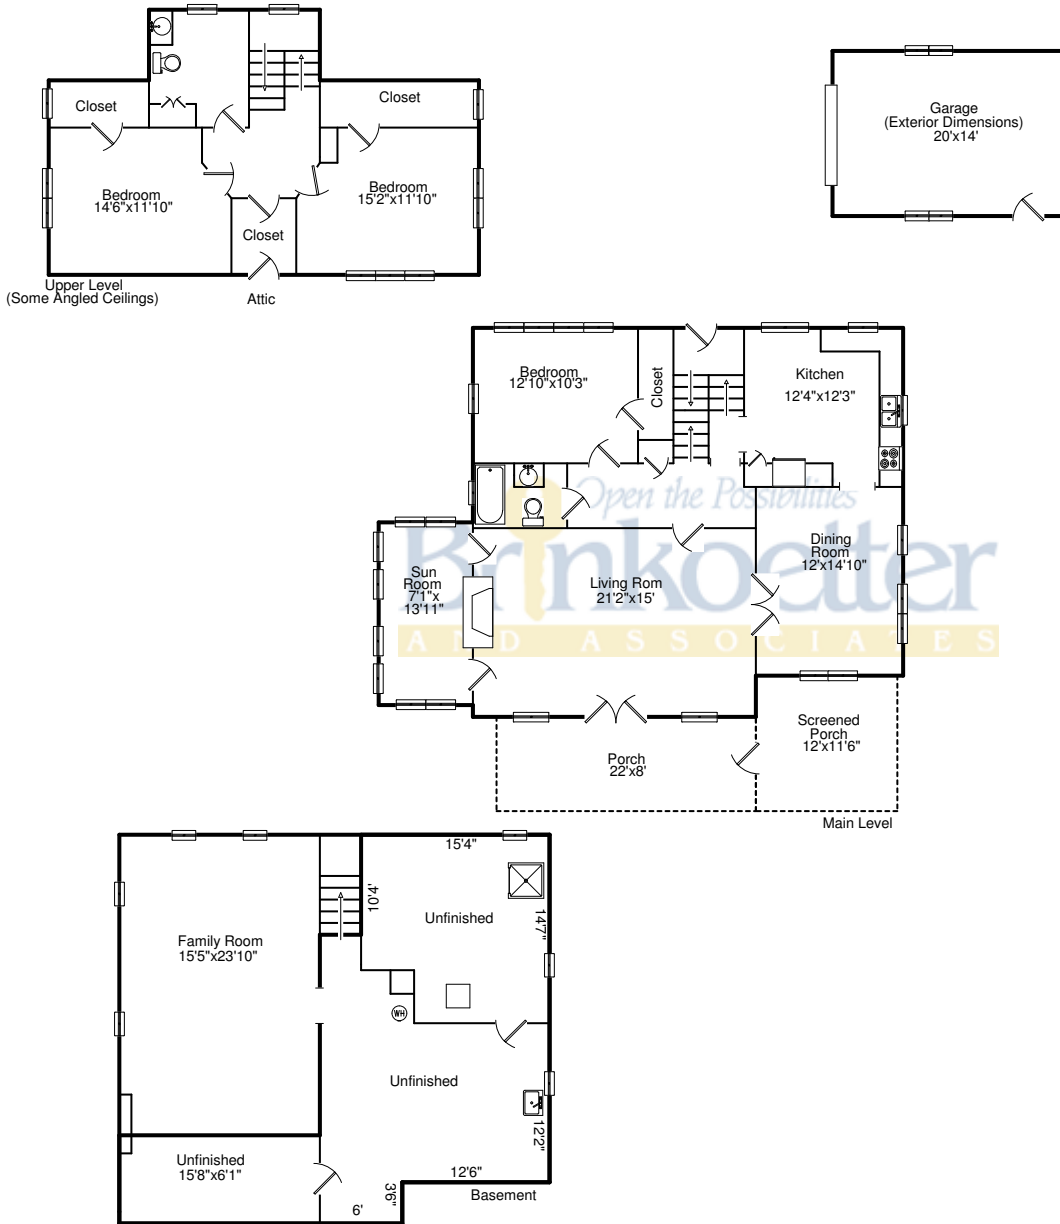 Closet
Closet
Bedroom
14'6"x11'10"
Bedroom
15'2"x11'10"
Closet
Upper Level
(Some Angled Ceilings)
Attic
Garage
(Exterior Dimensions)
20'x14'
Bedroom
12'10"x10'3"
Closet
Kitchen
12'4"x12'3"
Open the Possibilities
Brinkoetter
AND ASSOCIATES
Sun
Room
7'1"x
13'11"
Living Rom
21'2"x15'
Dining
Room
12'x14'10"
Porch
22'x8'
Screened
Porch
12'x11'6"
Main Level
15'4"
10'4'
Unfinished
14'7"
Family Room
15'5"x23'10"
WH
Unfinished
12'2"
Unfinished
15'8"x6'1"
12'6"
3'6"
6'
Basement